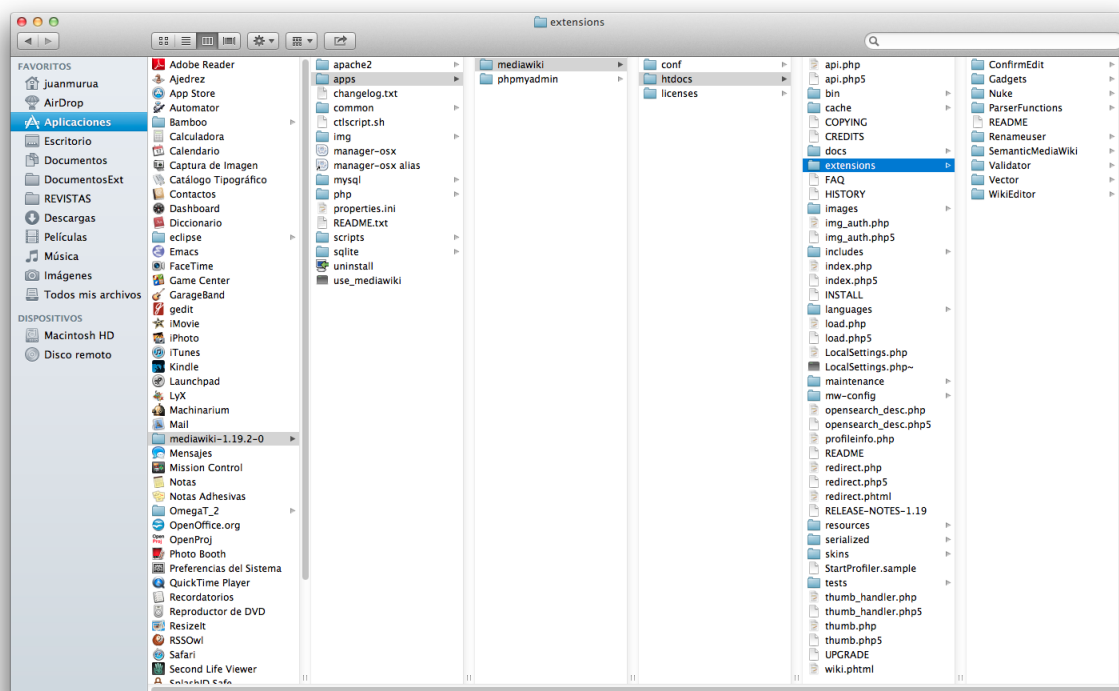 extensions
FAVORITOS
juanmurua
AirDrop
Aplicaciones
Escritorio
Documentos
DocumentosExt
REVISTAS
Descargas
Películas
Música
Imágenes
Todos mis archivos
DISPOSITIVOS
Macintosh HD
Disco remoto
Adobe Reader
Ajedrez
App Store
Automator
Bamboo
Calculadora
Calendario
Captura de Imagen
Catálogo Tipográfico
Contactos
Dashboard
Diccionario
eclipse
Emacs
FaceTime
Game Center
GarageBand
gedit
iMovie
iPhoto
iTunes
Kindle
Launchpad
LyX
Machinarium
Mail
mediawiki-1.19.2-0
Mensajes
Mission Control
Notas
Notas Adhesivas
OmegaT_2
OpenOffice.org
OpenProj
Photo Booth
Preferencias del Sistema
QuickTime Player
Recordatorios
Reproductor de DVD
ResizeIt
RSSOwl
Safari
Second Life Viewer
SplashID Safe
apache2
apps
changelog.txt
common
ctlscript.sh
img
manager-osx
manager-osx alias
mysql
php
properties.ini
README.txt
scripts
sqlite
uninstall
use_mediawiki
mediawiki
phpmyadmin
conf
htdocs
licenses
api.php
api.php5
bin
cache
COPYING
CREDITS
docs
extensions
FAQ
HISTORY
images
img_auth.php
img_auth.php5
includes
index.php
index.php5
INSTALL
languages
load.php
load.php5
LocalSettings.php
LocalSettings.php~
maintenance
mw-config
opensearch_desc.php
opensearch_desc.php5
profileinfo.php
README
redirect.php
redirect.php5
redirect.phtml
RELEASE-NOTES-1.19
resources
serialized
skins
StartProfiler.sample
tests
thumb_handler.php
thumb_handler.php5
thumb.php
thumb.php5
UPGRADE
wiki.phtml
ConfirmEdit
Gadgets
Nuke
ParserFunctions
README
Renameuser
SemanticMediaWiki
Validator
Vector
WikiEditor